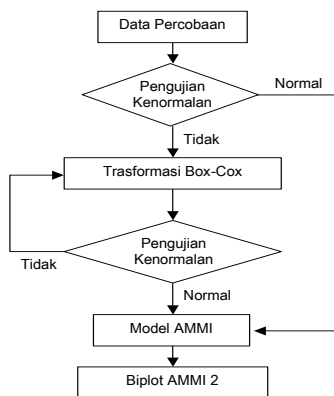 Data Percobaan
Pengujian
Kenormalan
Normal
Tidak
Trasformasi Box-Cox
Pengujian
Kenormalan
Tidak
Normal
Model AMMI
Biplot AMMI 2